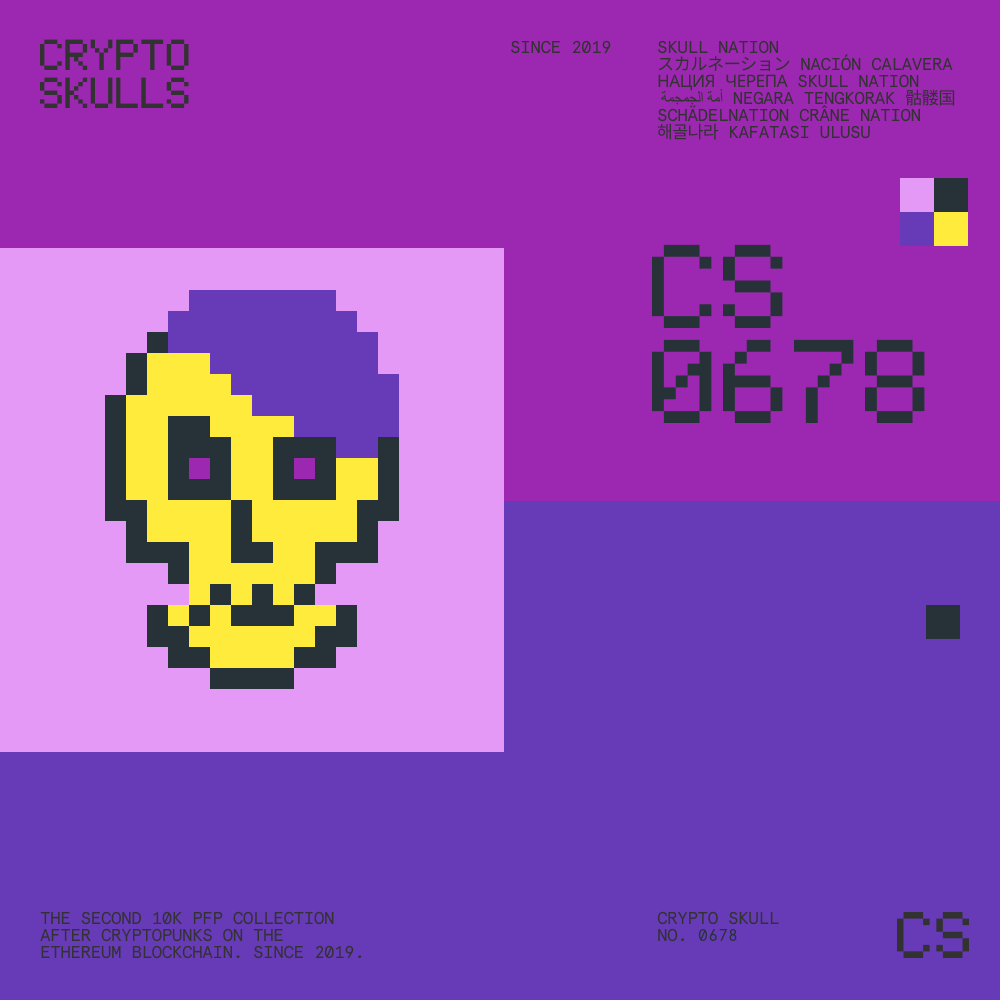 CRYPTO
SKULLS
SINCE 2019
SKULL NATION
スカルネーション NACIÓN CALAVERA
НАЦИЯ ЧЕРЕПА SKULL NATION
أمة الجمجمة NEGARA TENGKORAK 骷髅国
SCHÄDELNATION CRÂNE NATION
해골나라 KAFATASI ULUSU
CS
0678
THE SECOND 10K PFP COLLECTION
AFTER CRYPTOPUNKS ON THE
ETHEREUM BLOCKCHAIN. SINCE 2019.
CRYPTO SKULL
NO. 0678
CS